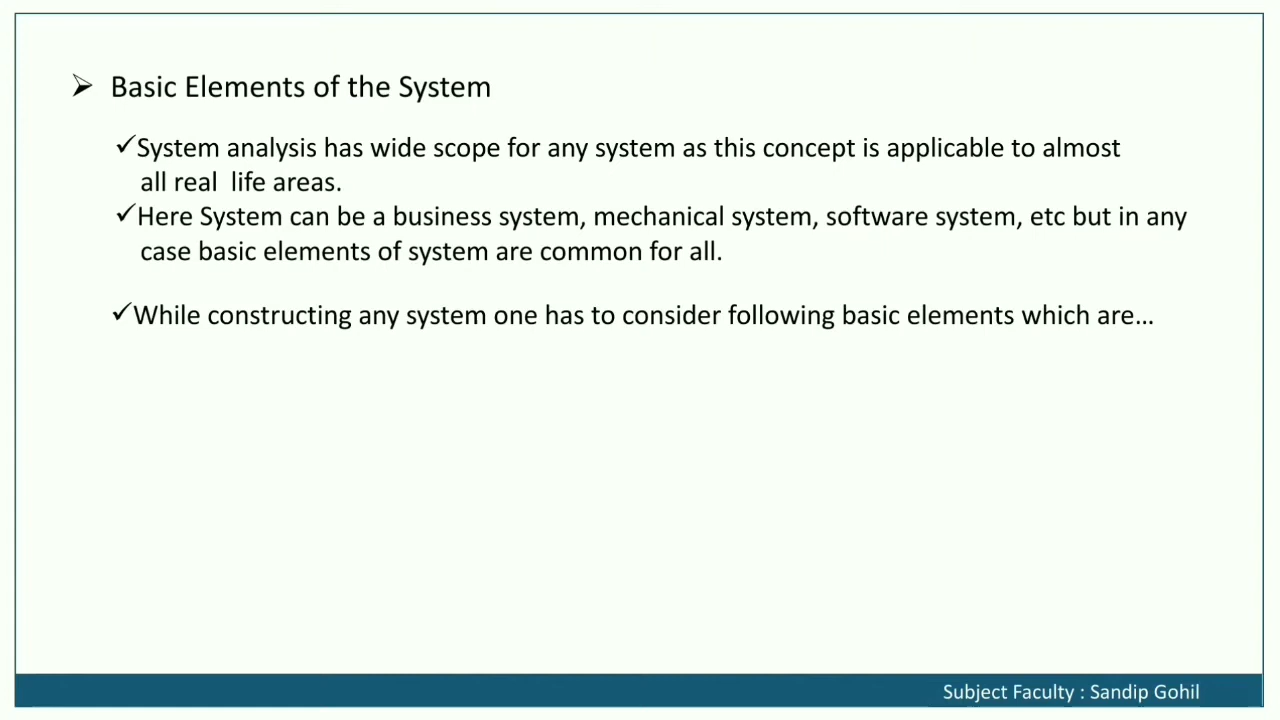 ➢ Basic Elements of the System
✓System analysis has wide scope for any system as this concept is applicable to almost
all real life areas.
✓Here System can be a business system, mechanical system, software system, etc but in any
case basic elements of system are common for all.
✓While constructing any system one has to consider following basic elements which are...
Subject Faculty : Sandip Gohil